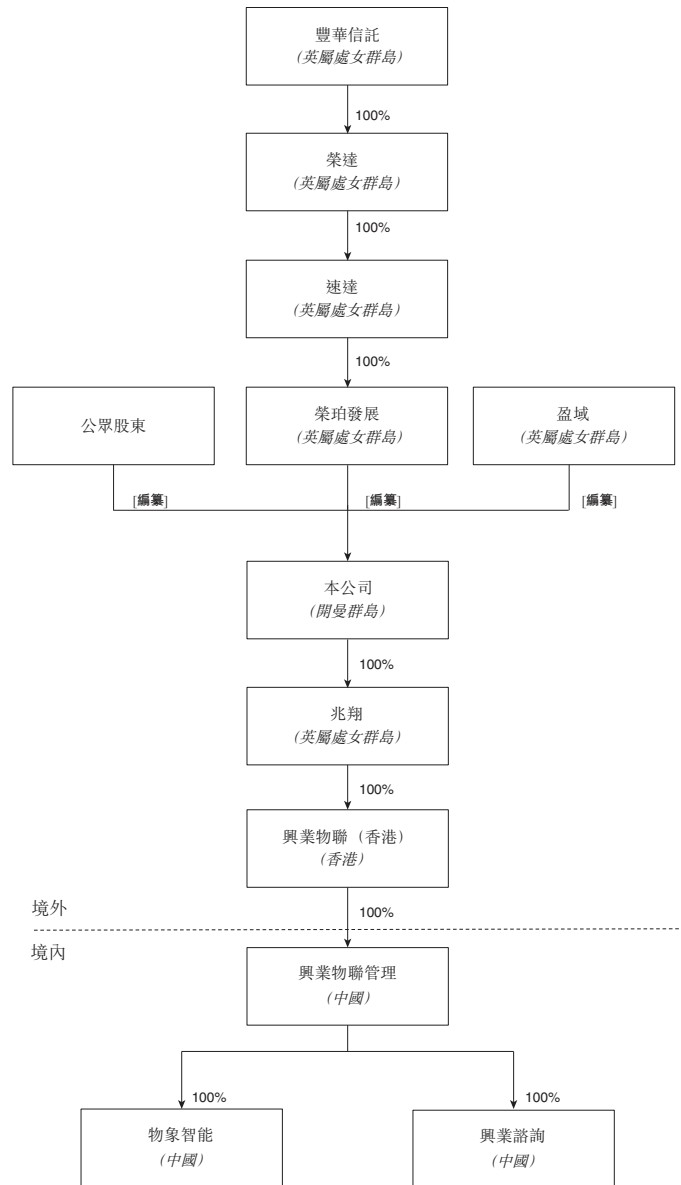 豐華信託
(英屬處女群島)
100%
榮達
(英屬處女群島)
100%
速達
(英屬處女群島)
100%
公眾股東
榮珀發展
(英屬處女群島)
盈域
(英屬處女群島)
[編纂]
[編纂]
[編纂]
本公司
(開曼群島)
100%
兆翔
(英屬處女群島)
100%
興業物聯（香港）
(香港)
境外
100%
境內
興業物聯管理
(中國)
100%
100%
物象智能
(中國)
興業諮詢
(中國)